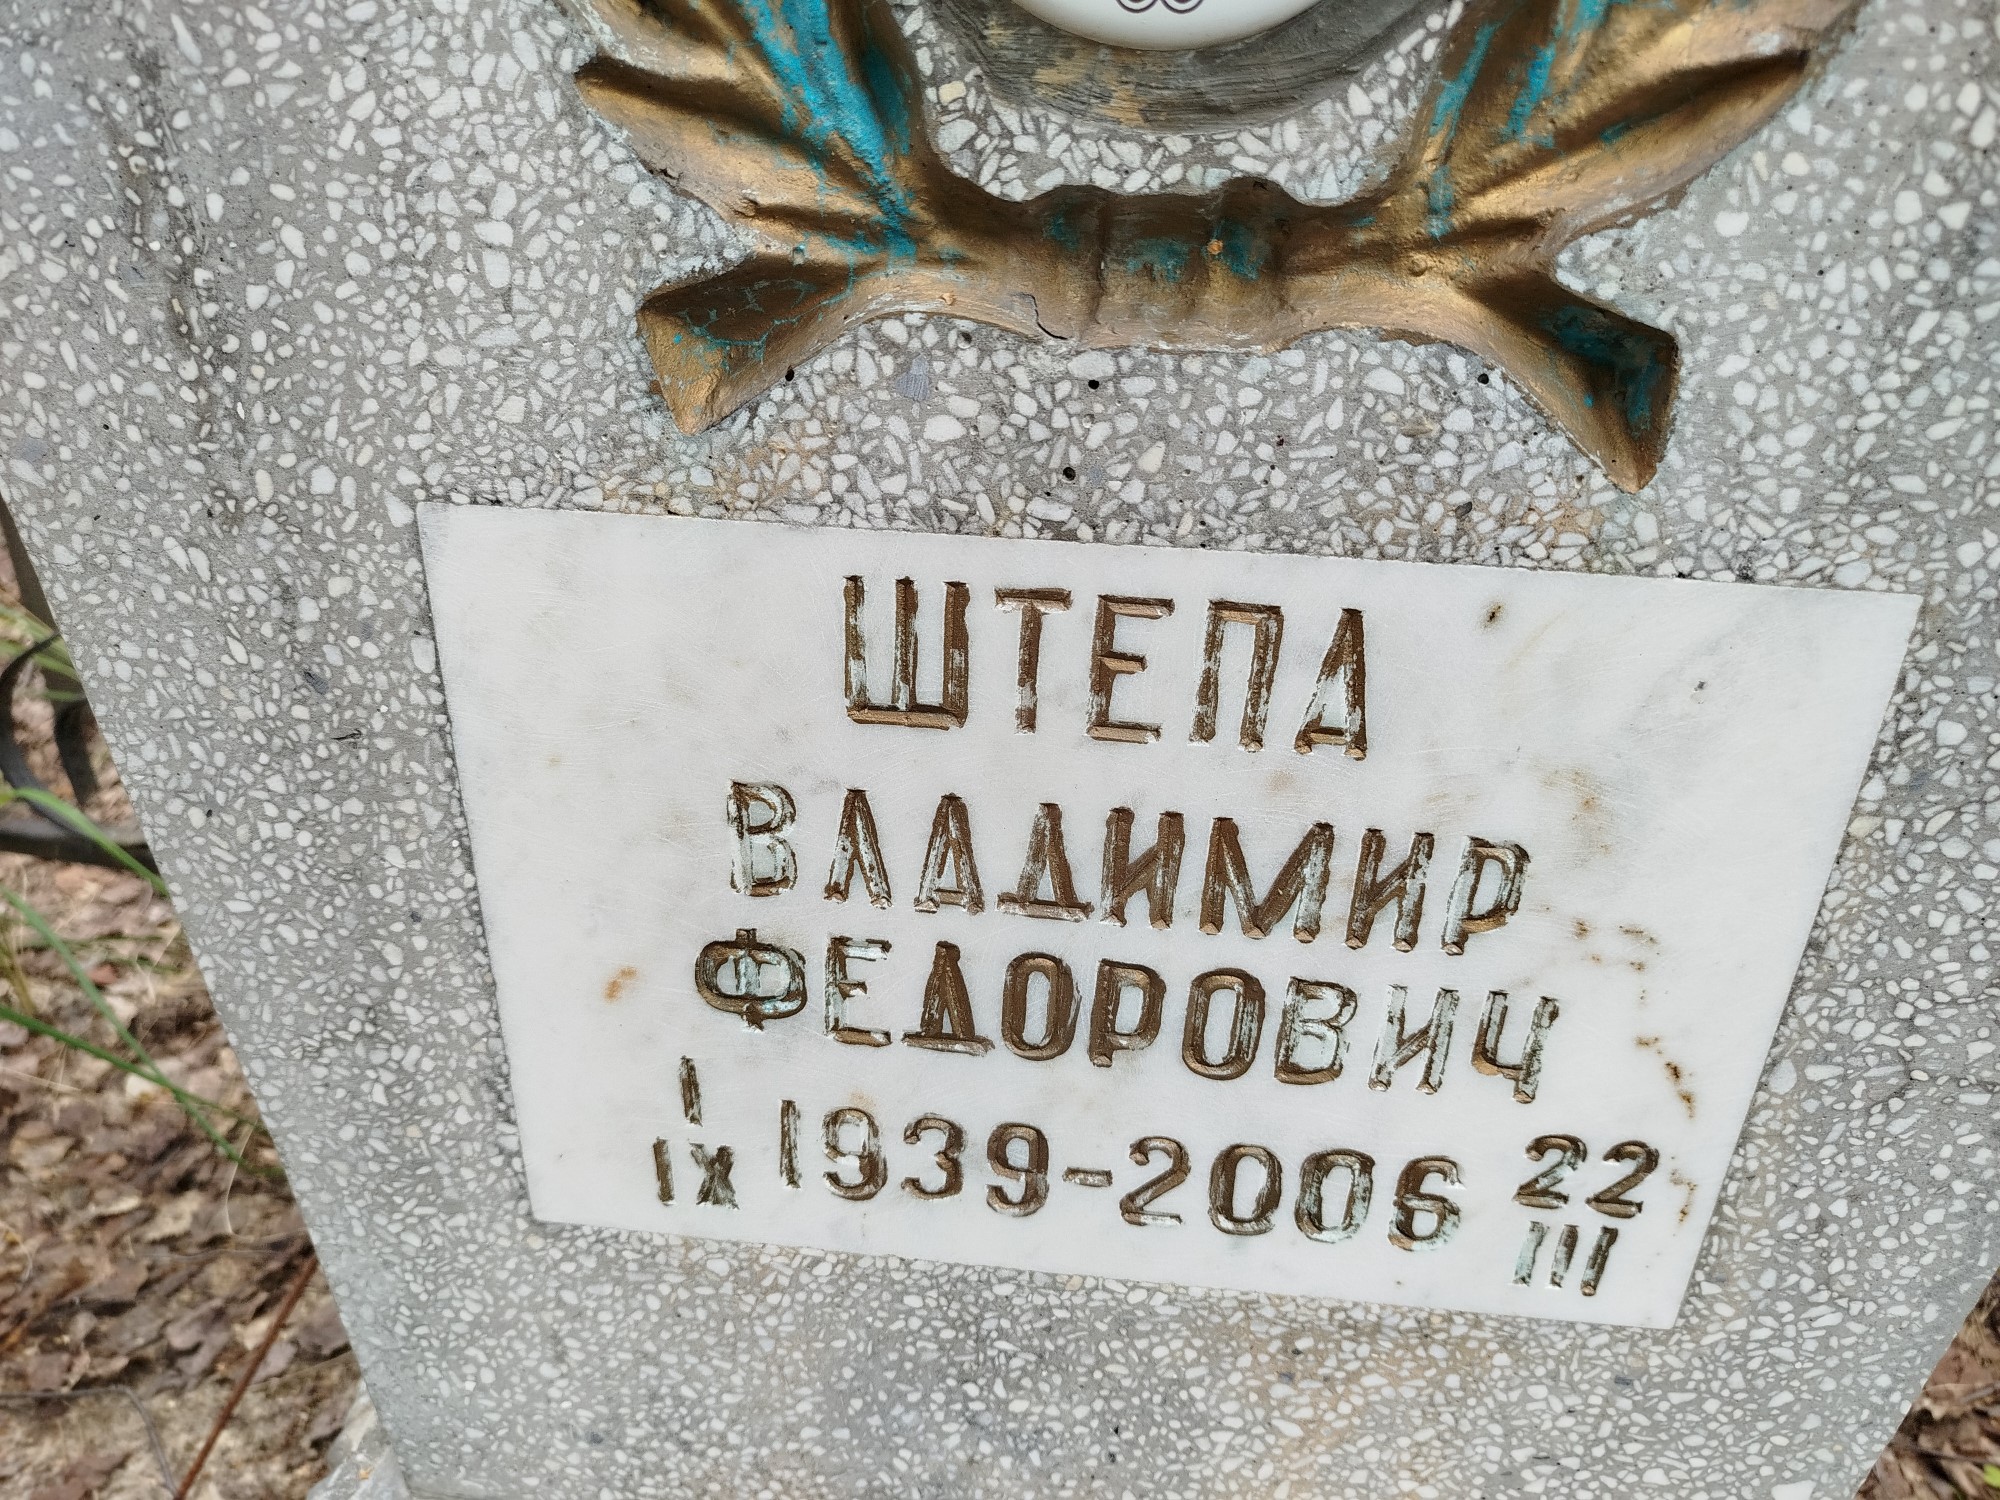 ШТЕПА
ВЛАДИМИР
ФЕДОРОВИЧ
I
IX 1939-2006 22
III